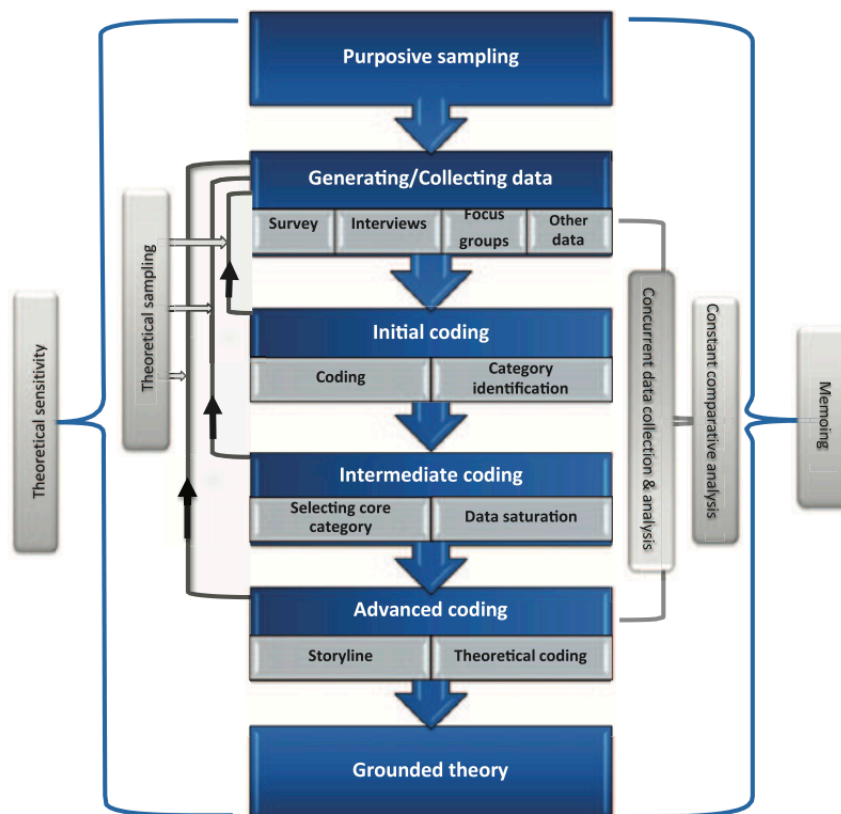 Purposive sampling
Generating/Collecting data
Survey
Interviews
Focus
groups
Other
data
Initial coding
Coding
Category
identification
Intermediate coding
Selecting core
category
Data saturation
Advanced coding
Storyline
Theoretical coding
Grounded theory
Theoretical sensitivity
Theoretical sampling
Concurrent data collection & analysis
Constant comparative analysis
Memoing